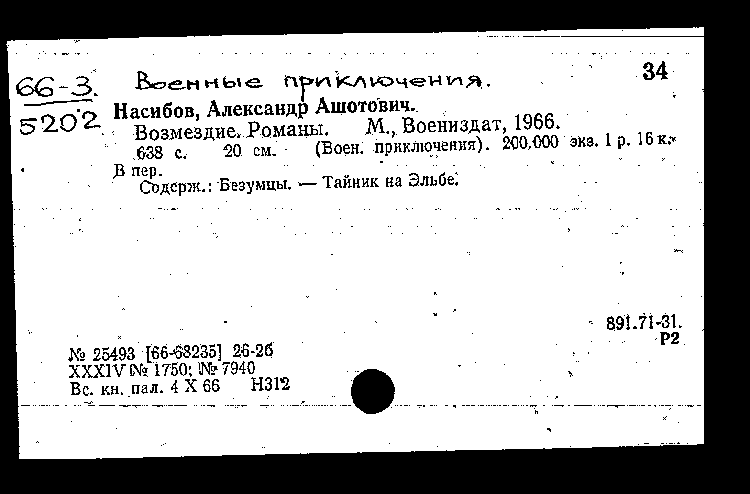 66-3. Военные приключения. 34
5202 Насибов, Александр Ашотович.
Возмездие. Романы. М., Воениздат, 1966.
638 с. 20 см. (Воен. приключения). 200.000 экз. 1 р. 16 к.
В пер.
Содерж.: Безумцы. — Тайник на Эльбе.
891.71-31.
Р2
№ 25493 [66-68235] 26-2б
XXXIV № 1750; № 7940
Вс. кн. пал. 4 X 66 Н312